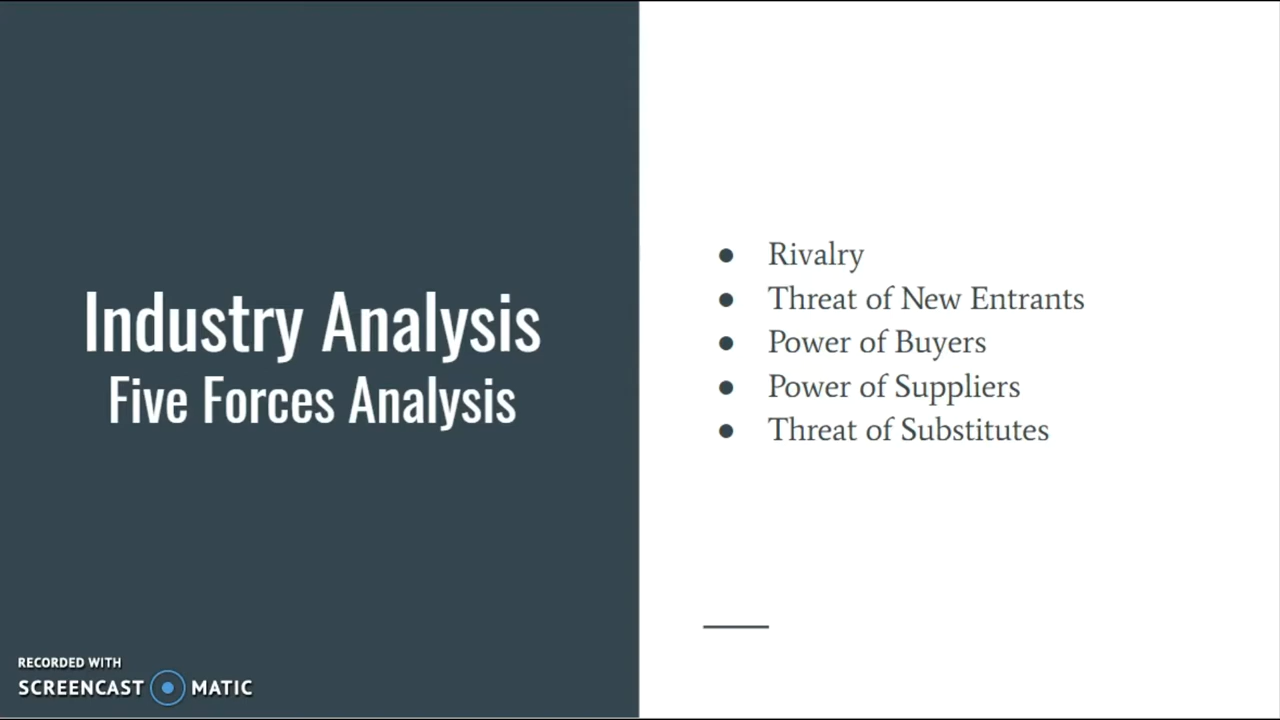 Industry Analysis
Five Forces Analysis
● Rivalry
● Threat of New Entrants
● Power of Buyers
● Power of Suppliers
● Threat of Substitutes
RECORDED WITH
SCREENCAST MATIC